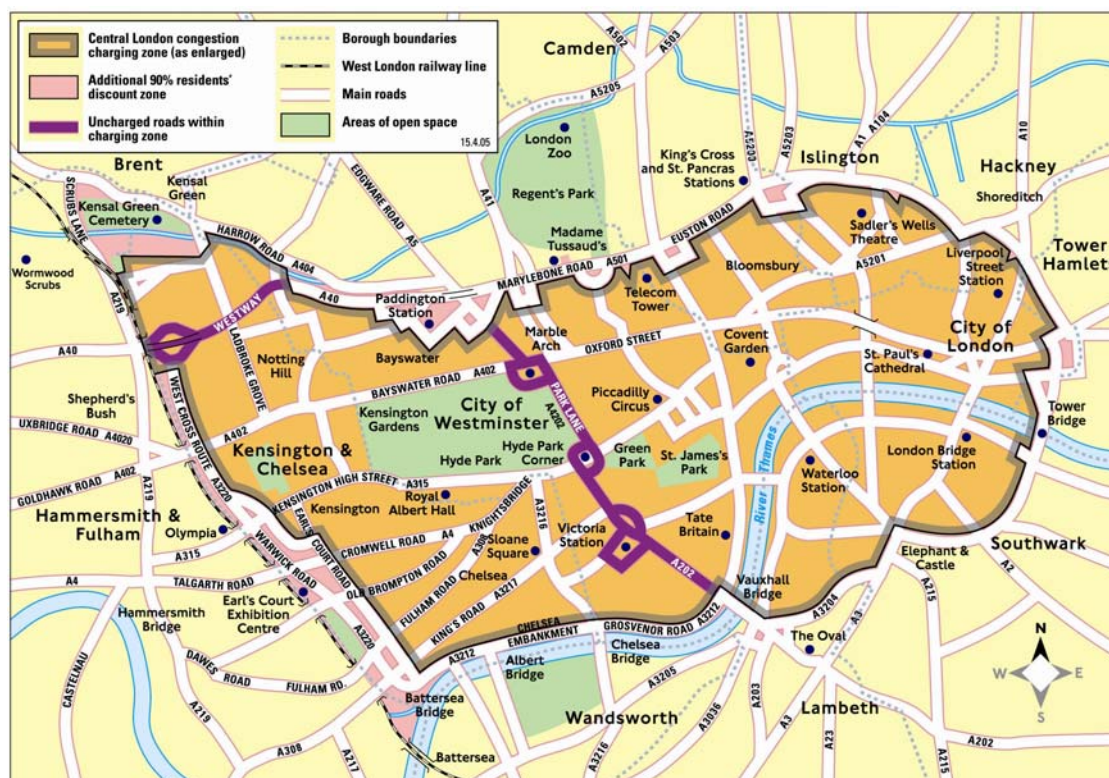 Central London congestion
charging zone (as enlarged)
Additional 90% residents'
discount zone
Uncharged roads within
charging zone
Borough boundaries
West London railway line
Main roads
Areas of open space
15.4.05
Camden
A502
A503
A5205
London
Zoo
Regent's Park
Madame
Tussaud's
King's Cross
and St. Pancras
Stations
A5200
A5203
A1
A104
Islington
A10
Hackney
Shoreditch
Tower
Hamlet
Brent
Kensal
Green
Kensal Green
Cemetery
SCRUBS LANE
Wormwood
Scrubs
HARROW ROAD
A404
EDGWARE ROAD
A5
A41
MARYLEBONE ROAD
A501
EUSTON ROAD
Sadler's Wells
Theatre
Bloomsbury
A5201
Liverpool
Street
Station
A219
WESTWAY
A40
Paddington
Station
Telecom
Tower
City of
London
A40
LADBROKE GROVE
Notting
Hill
Bayswater
Marble
Arch
OXFORD STREET
Covent
Garden
St. Paul's
Cathedral
Shepherd's
Bush
WEST CROSS ROUTE
BAYSWATER ROAD
A402
PARK LANE
A4202
Piccadilly
Circus
Tower
Bridge
UXBRIDGE ROAD A4020
A402
Kensington
Gardens
City of
Westminster
River Thames
Kensington
& Chelsea
Hyde Park
Hyde Park
Corner
Green
Park
St. James's
Park
Waterloo
Station
London Bridge
Station
GOLDHAWK ROAD
A402
A219
A3220
KENSINGTON HIGH STREET
A315
Royal
Albert Hall
Kensington
KNIGHTSBRIDGE
A3216
Victoria
Station
Tate
Britain
Hammersmith &
Fulham
Olympia
A315
EARLS COURT ROAD
CROMWELL ROAD
A4
A308
Sloane
Square
A202
Elephant &
Castle
Southwark
A4
TALGARTH ROAD
WARWICK ROAD
OLD BROMPTON ROAD
FULHAM ROAD
Chelsea
KING'S ROAD
A3217
Vauxhall
Bridge
A3204
A3
A215
A2
Hammersmith
Bridge
Earl's Court
Exhibition
Centre
A3220
CHELSEA
EMBANKMENT
GROSVENOR ROAD
A3212
A3212
Albert
Bridge
Chelsea
Bridge
The Oval
N
W
E
S
CASTELNAU
DAWES
ROAD
FULHAM RD.
A219
Battersea
Bridge
A3205
A203
A3036
Wandsworth
Lambeth
A308
A217
Battersea
A3216
A3
A23
A202
A215